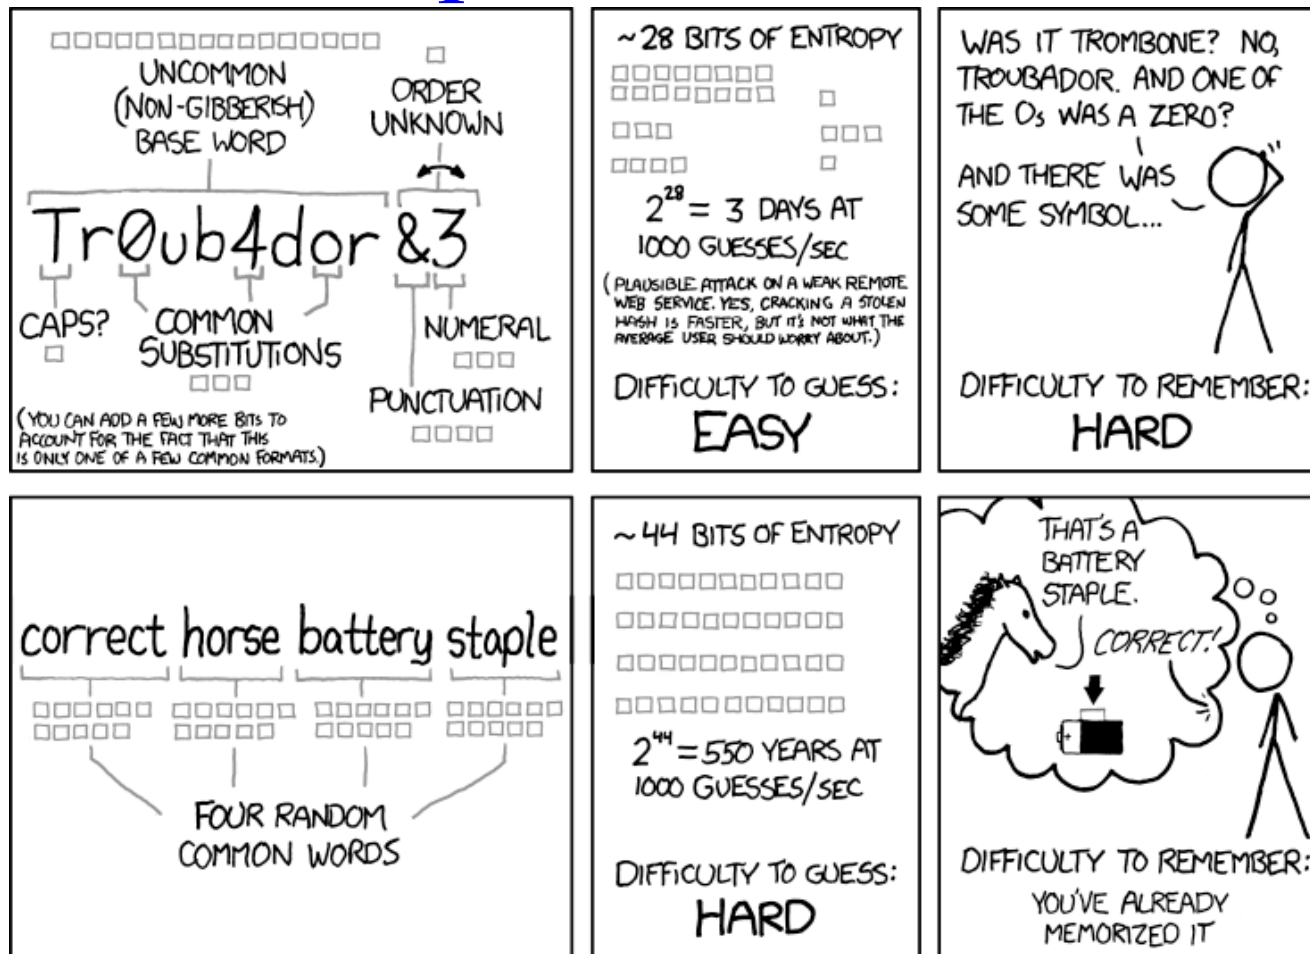 UNCOMMON
(NON-GIBBERISH)
BASE WORD
ORDER
UNKNOWN
Tr0ub4dor &3
CAPS?
COMMON
SUBSTITUTIONS
NUMERAL
PUNCTUATION
(YOU CAN ADD A FEW MORE BITS TO
ACCOUNT FOR THE FACT THAT THIS
IS ONLY ONE OF A FEW COMMON FORMATS.)
~28 BITS OF ENTROPY
2^28 = 3 DAYS AT
1000 GUESSES/SEC
(PLAUSIBLE ATTACK ON A WEAK REMOTE
WEB SERVICE. YES, CRACKING A STOLEN
HASH IS FASTER, BUT IT'S NOT WHAT THE
AVERAGE USER SHOULD WORRY ABOUT.)
DIFFICULTY TO GUESS:
EASY
WAS IT TROMBONE? NO,
TROUBADOR. AND ONE OF
THE Os WAS A ZERO?
AND THERE WAS
SOME SYMBOL...
DIFFICULTY TO REMEMBER:
HARD
correct horse battery staple
FOUR RANDOM
COMMON WORDS
~44 BITS OF ENTROPY
2^44 = 550 YEARS AT
1000 GUESSES/SEC
DIFFICULTY TO GUESS:
HARD
THAT'S A
BATTERY
STAPLE.
CORRECT!
+
DIFFICULTY TO REMEMBER:
YOU'VE ALREADY
MEMORIZED IT